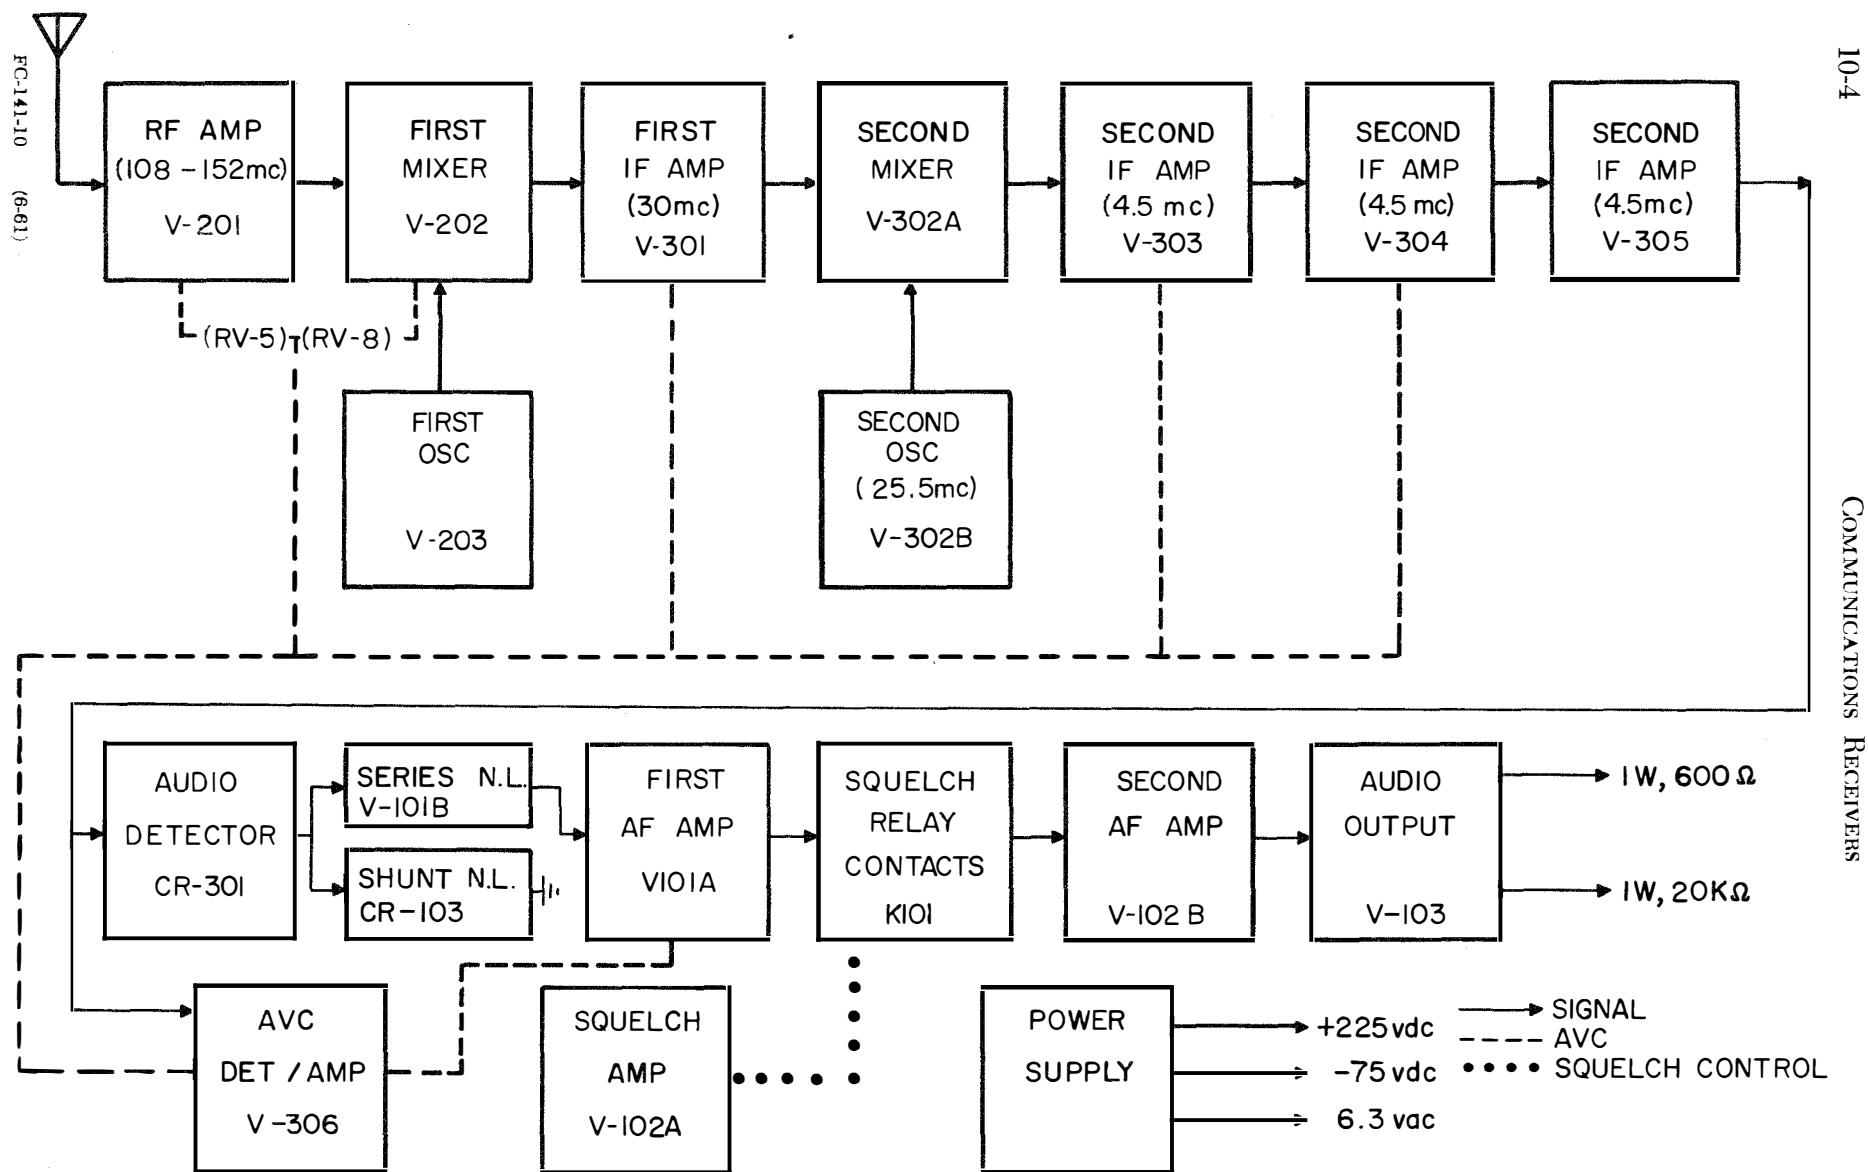 10-4
COMMUNICATIONS RECEIVERS
FC-141-10 (6-61)
RF AMP
(108 – 152mc)
V-201
FIRST
MIXER
V-202
FIRST
IF AMP
(30mc)
V-301
SECOND
MIXER
V-302A
SECOND
IF AMP
(4.5 mc)
V-303
SECOND
IF AMP
(4.5 mc)
V-304
SECOND
IF AMP
(4.5mc)
V-305
(RV-5) (RV-8)
FIRST
OSC
V-203
SECOND
OSC
(25.5mc)
V-302B
AUDIO
DETECTOR
CR-301
SERIES N.L.
V-101B
SHUNT N.L.
CR-103
FIRST
AF AMP
V101A
SQUELCH
RELAY
CONTACTS
K101
SECOND
AF AMP
V-102 B
AUDIO
OUTPUT
V-103
1W, 600 Ω
1W, 20KΩ
AVC
DET / AMP
V-306
SQUELCH
AMP
V-102A
POWER
SUPPLY
+225 vdc
-75 vdc
6.3 vac
SIGNAL
AVC
SQUELCH CONTROL